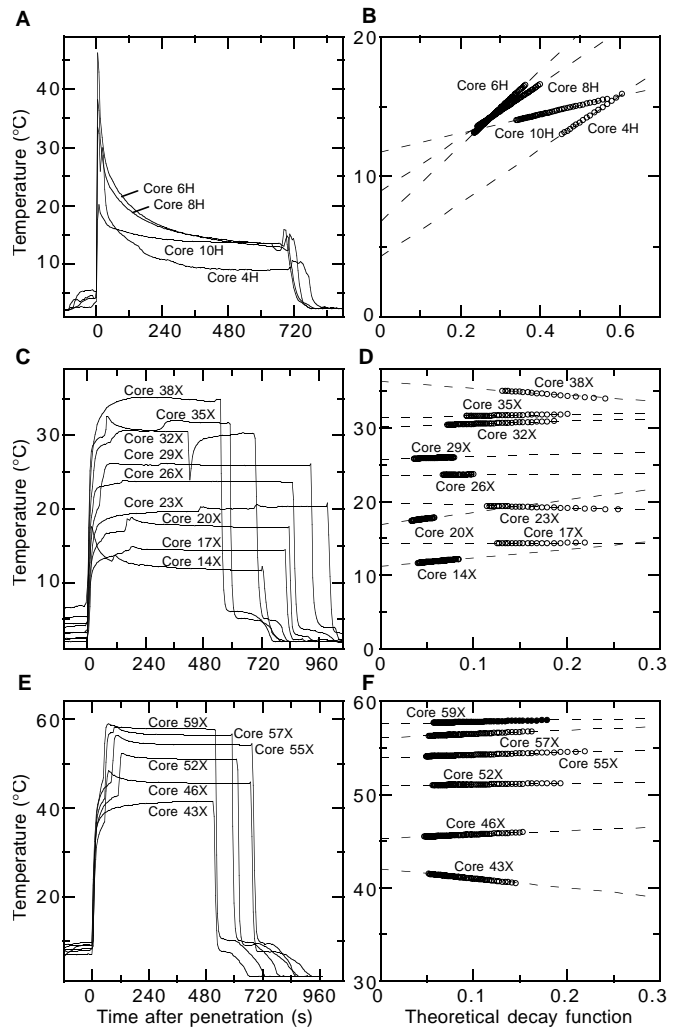 A
Temperature (°C)
40
30
20
10
Core 6H
Core 8H
Core 10H
Core 4H
0
240
480
720
B
20
10
0
Core 6H
Core 8H
Core 10H
Core 4H
0
0.2
0.4
0.6
C
Temperature (°C)
30
20
10
Core 38X
Core 35X
Core 32X
Core 29X
Core 26X
Core 23X
Core 20X
Core 17X
Core 14X
0
240
480
720
960
D
30
20
10
0
Core 38X
Core 35X
Core 32X
Core 29X
Core 26X
Core 23X
Core 20X
Core 17X
Core 14X
0
0.1
0.2
0.3
E
Temperature (°C)
60
40
20
Core 59X
Core 57X
Core 55X
Core 52X
Core 46X
Core 43X
0
240
480
720
960
Time after penetration (s)
F
60
50
40
30
Core 59X
Core 57X
Core 55X
Core 52X
Core 46X
Core 43X
0
0.1
0.2
0.3
Theoretical decay function